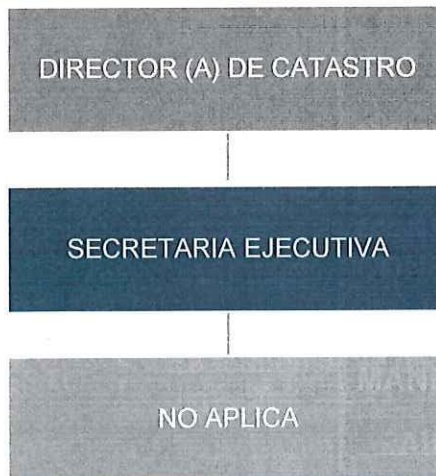 DIRECTOR (A) DE CATASTRO
SECRETARIA EJECUTIVA
NO APLICA